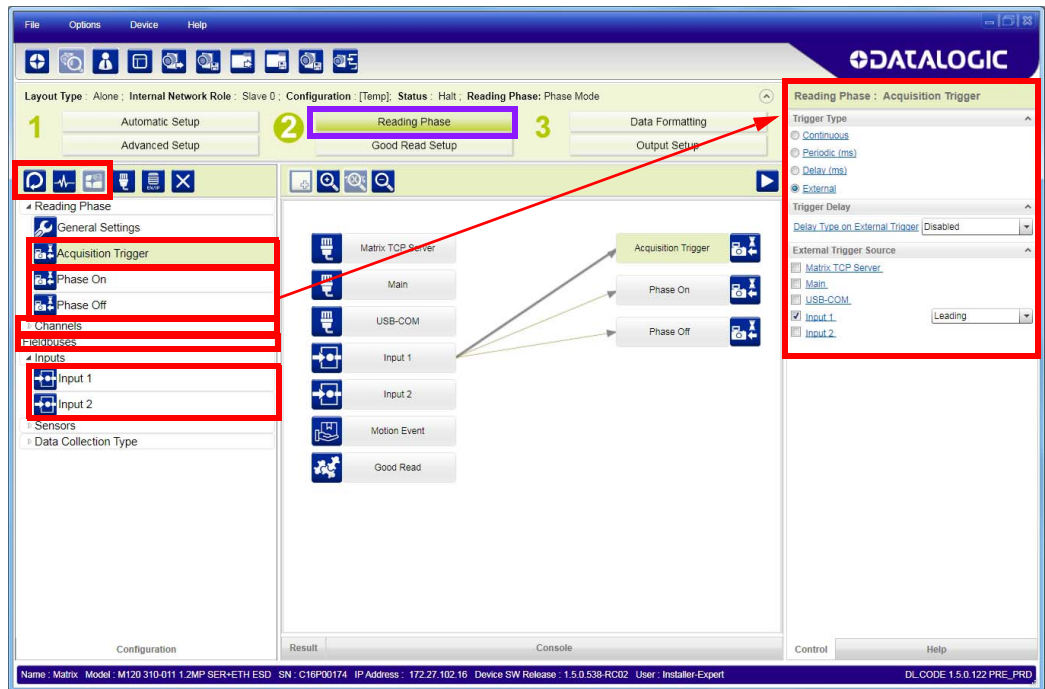 File Options Device Help
DATALOGIC
Layout Type : Alone ; Internal Network Role : Slave 0 ; Configuration : [Temp]; Status : Halt ; Reading Phase: Phase Mode
1 Automatic Setup
Advanced Setup
2 Reading Phase
Good Read Setup
3 Data Formatting
Output Setup
Reading Phase
General Settings
Acquisition Trigger
Phase On
Phase Off
Channels
Fieldbuses
Inputs
Input 1
Input 2
Sensors
Data Collection Type
Configuration
Matrix TCP Server
Main
USB-COM
Input 1
Input 2
Motion Event
Good Read
Acquisition Trigger
Phase On
Phase Off
Result Console
Reading Phase : Acquisition Trigger
Trigger Type
Continuous
Periodic (ms)
Delay (ms)
External
Trigger Delay
Delay Type on External Trigger Disabled
External Trigger Source
Matrix TCP Server
Main
USB-COM
Input 1 Leading
Input 2
Control Help
Name : Matrix Model : M120 310-011 1.2MP SER+ETH ESD SN : C16P00174 IP Address : 172.27.102.16 Device SW Release : 1.5.0.538-RC02 User : Installer-Expert DL.CODE 1.5.0.122 PRE_PRD